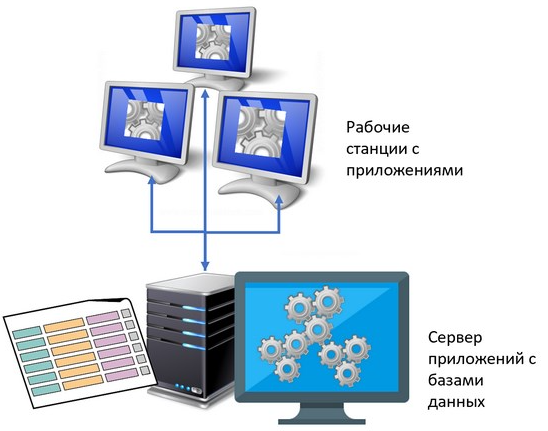 Рабочие
станции с
приложениями
Сервер
приложений с
базами
данных